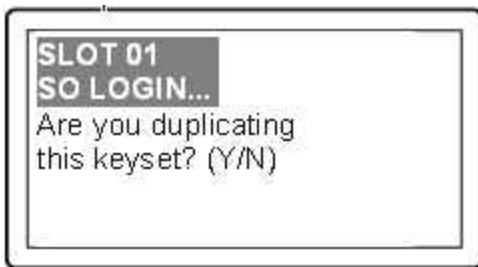 SLOT 01
SO LOGIN...
Are you duplicating
this keyset? (Y/N)